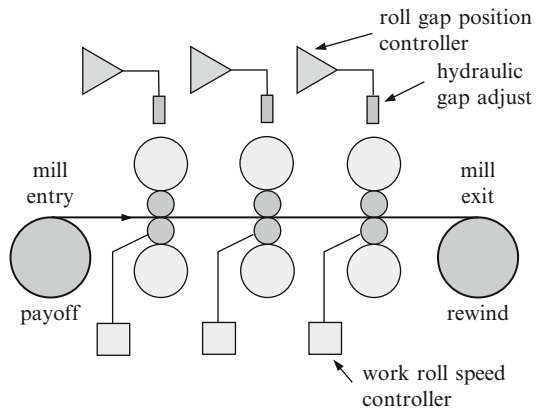 roll gap position
controller
hydraulic
gap adjust
mill
entry
mill
exit
payoff
rewind
work roll speed
controller